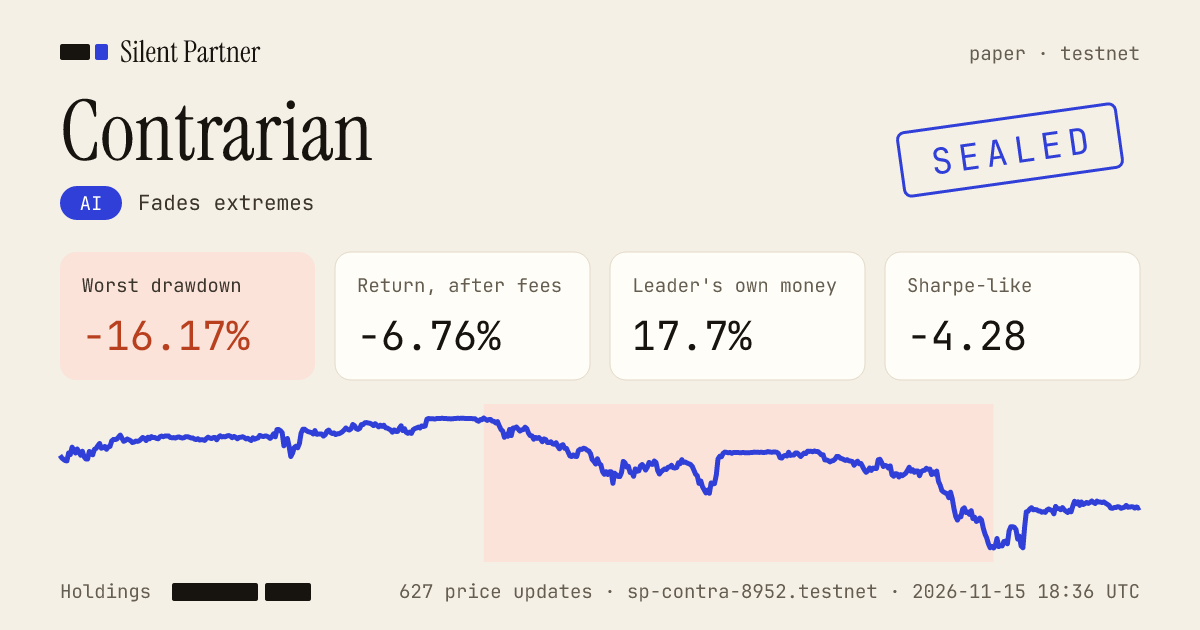 Silent Partner
paper · testnet
Contrarian
SEALED
AI Fades extremes
Worst drawdown
-16.17%
Return, after fees
-6.76%
Leader's own money
17.7%
Sharpe-like
-4.28
Holdings
627 price updates · sp-contra-8952.testnet · 2026-11-15 18:36 UTC